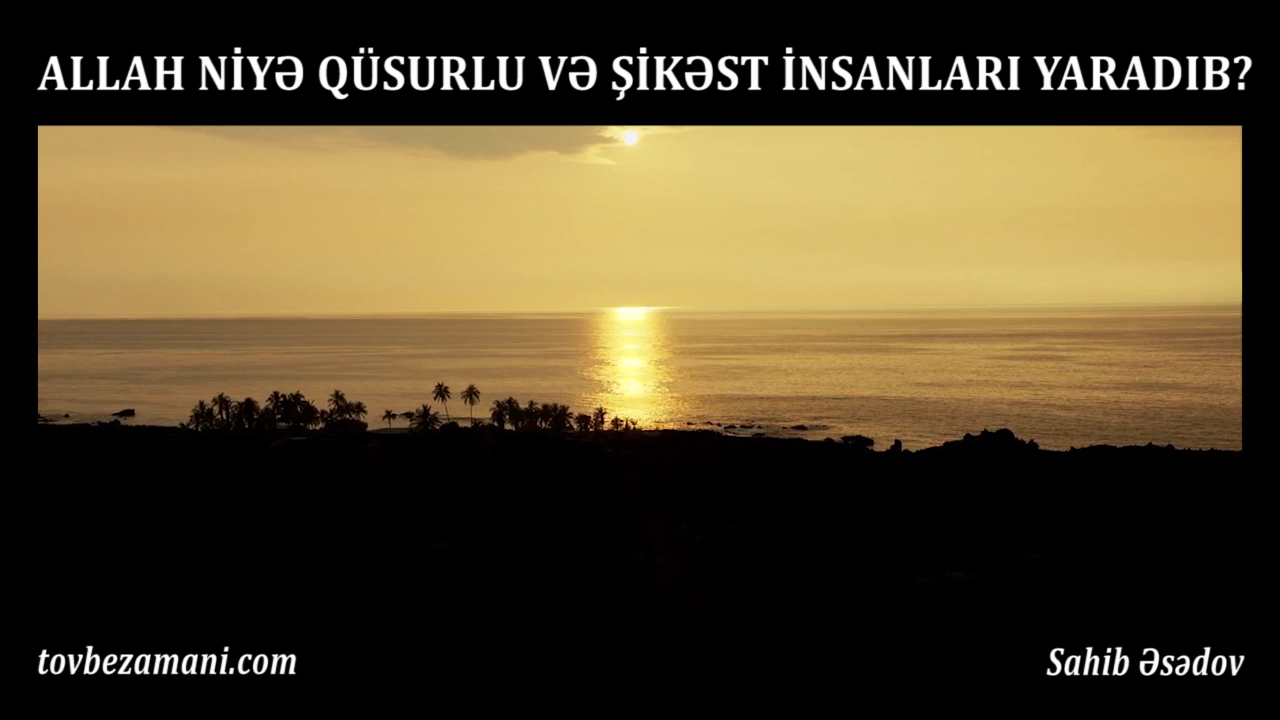 ALLAH NİYƏ QÜSURLU VƏ ŞİKƏST İNSANLARI YARADIB?
tovbezamani.com
Sahib Əsədov